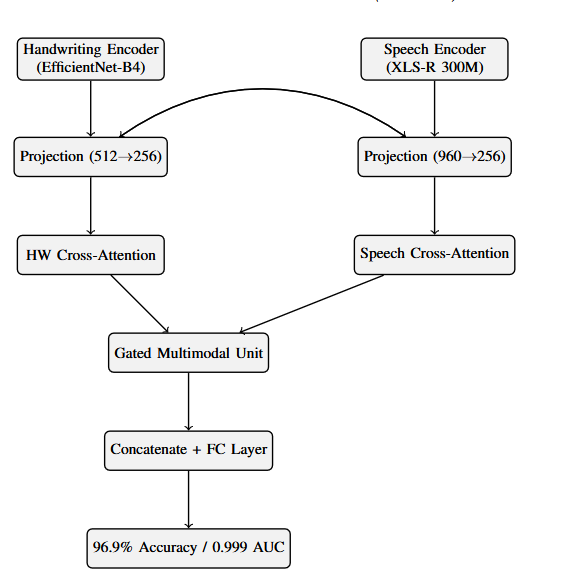 Handwriting Encoder
(EfficientNet-B4)
Speech Encoder
(XLS-R 300M)
Projection (512→256)
Projection (960→256)
HW Cross-Attention
Speech Cross-Attention
Gated Multimodal Unit
Concatenate + FC Layer
96.9% Accuracy / 0.999 AUC